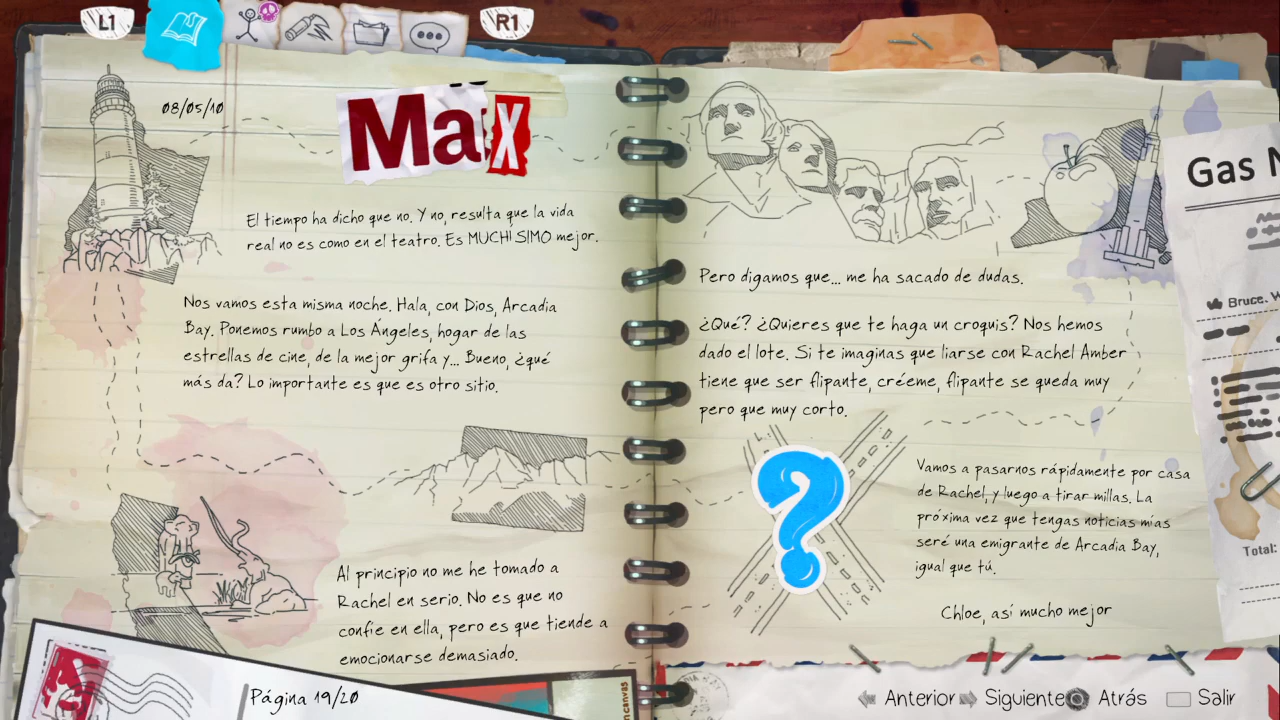 L1
R1
08/05/10
Max
El tiempo ha dicho que no. Y no, resulta que la vida
real no es como en el teatro. Es MUCHÍSIMO mejor.
Nos vamos esta misma noche. Hala, con Dios, Arcadia
Bay. Ponemos rumbo a Los Ángeles, hogar de las
estrellas de cine, de la mejor grifa y... Bueno, ¿qué
más da? Lo importante es que es otro sitio.
Al principio no me he tomado a
Rachel en serio. No es que no
confíe en ella, pero es que tiende a
emocionarse demasiado.
Página 19/20
Pero digamos que... me ha sacado de dudas.
¿Qué? ¿Quieres que te haga un croquis? Nos hemos
dado el lote. Si te imaginas que liarse con Rachel Amber
tiene que ser flipante, créeme, flipante se queda muy
pero que muy corto.
?
Vamos a pasarnos rápidamente por casa
de Rachel, y luego a tirar millas. La
próxima vez que tengas noticias mías
seré una emigrante de Arcadia Bay,
igual que tú.
Chloe, así mucho mejor
Gas
Bruce. W
Total:
Anterior Siguiente Atrás Salir